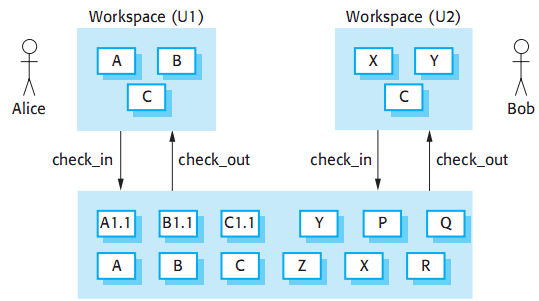 Workspace (U1) Workspace (U2)
A B X Y
C C
Alice Bob
check_in check_out check_in check_out
A1.1 B1.1 C1.1 Y P Q
A B C Z X R